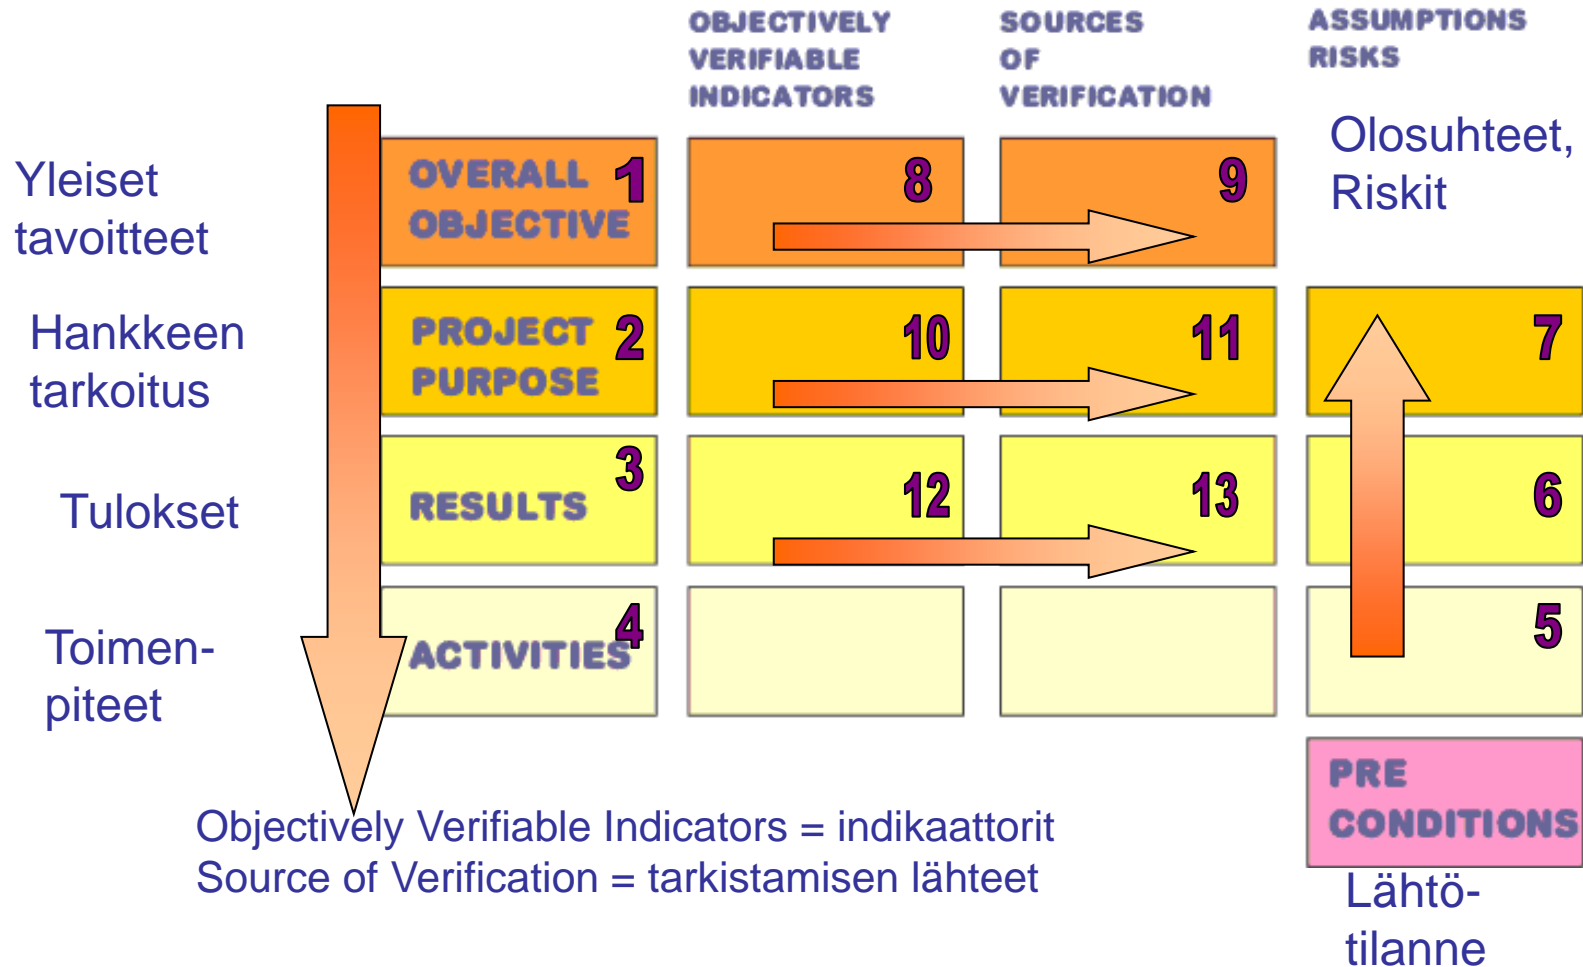 OBJECTIVELY
VERIFIABLE
INDICATORS
SOURCES
OF
VERIFICATION
ASSUMPTIONS
RISKS
Olosuhteet,
Riskit
Yleiset
tavoitteet
OVERALL
OBJECTIVE
1
8
9
Hankkeen
tarkoitus
PROJECT
PURPOSE
2
10
11
7
Tulokset
RESULTS
3
12
13
6
Toimen-
piteet
ACTIVITIES
4
5
PRE
CONDITIONS
Lähtö-
tilanne
Objectively Verifiable Indicators = indikaattorit
Source of Verification = tarkistamisen lähteet